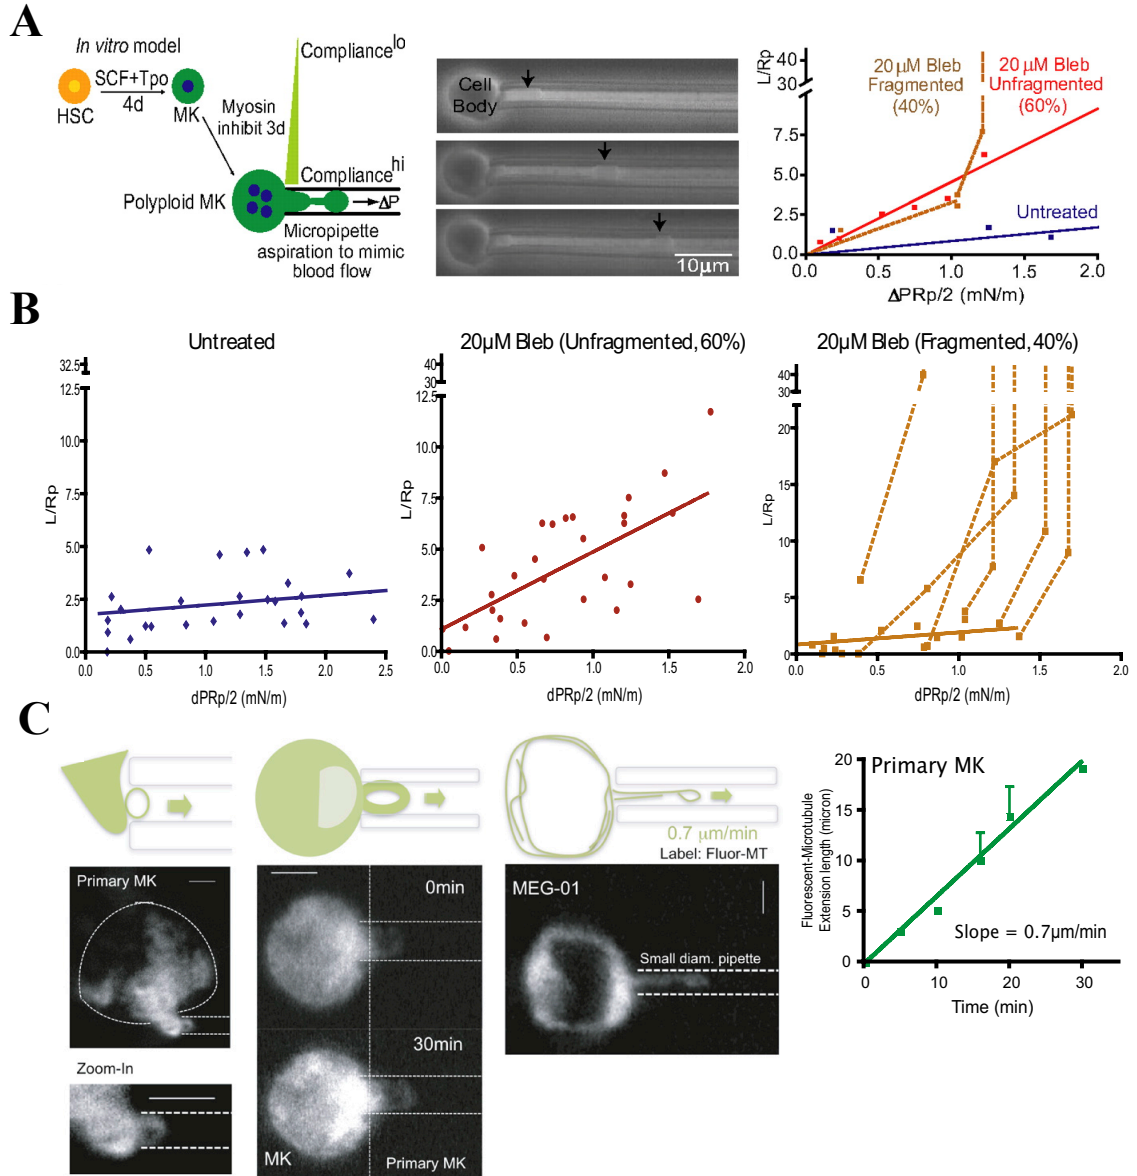 A
In vitro model
SCF+Tpo
4d
HSC
MK
Myosin
inhibit 3d
Compliance lo
Compliance hi
Polyploid MK
ΔP
Micropipette
aspiration to mimic
blood flow
Cell
Body
10µm
L/Rp
40
30
7.5
5.0
2.5
0.0
20 µM Bleb
Fragmented
(40%)
20 µM Bleb
Unfragmented
(60%)
Untreated
0 0.5 1.0 1.5 2.0
ΔPRp/2 (mN/m)
B
Untreated
L/Rp
32.5
12.5
10.0
7.5
5.0
2.5
0.0
0.0 0.5 1.0 1.5 2.0 2.5
dPRp/2 (mN/m)
20µM Bleb (Unfragmented, 60%)
L/Rp
40
30
12.5
10.0
7.5
5.0
2.5
0.0
0.0 0.5 1.0 1.5 2.0
dPRp/2 (mN/m)
20µM Bleb (Fragmented, 40%)
L/Rp
40
30
20
15
10
5
0
0.0 0.5 1.0 1.5 2.0
dPRp/2 (mN/m)
C
0.7 µm/min
Label: Fluor-MT
Primary MK
Zoom-In
0min
30min
MK
Primary MK
MEG-01
Small diam. pipette
Primary MK
Fluorescent-Microtubule
Extension length (micron)
20
15
10
5
0
Slope = 0.7µm/min
0 10 20 30
Time (min)